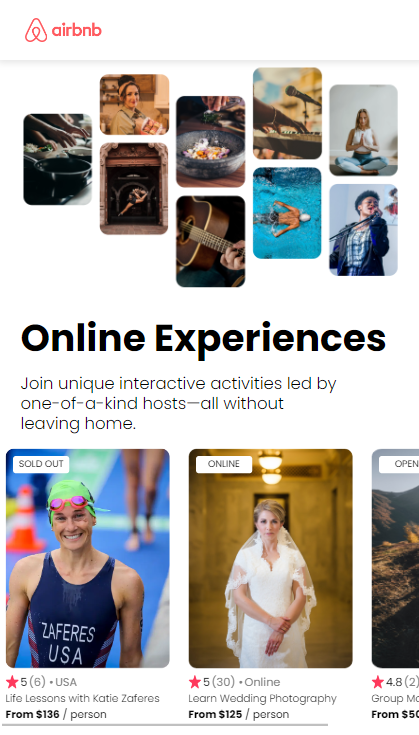 airbnb
Online Experiences
Join unique interactive activities led by
one-of-a-kind hosts—all without
leaving home.
SOLD OUT
ZAFERES
USA
5 (6) • USA
Life Lessons with Katie Zaferes
From $136 / person
ONLINE
5 (30) • Online
Learn Wedding Photography
From $125 / person
OPEN
4.8 (2)
Group Mo
From $50